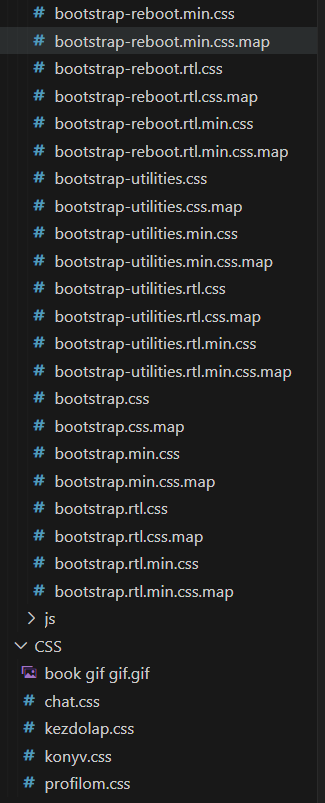 bootstrap-reboot.min.css
bootstrap-reboot.min.css.map
bootstrap-reboot.rtl.css
bootstrap-reboot.rtl.css.map
bootstrap-reboot.rtl.min.css
bootstrap-reboot.rtl.min.css.map
bootstrap-utilities.css
bootstrap-utilities.css.map
bootstrap-utilities.min.css
bootstrap-utilities.min.css.map
bootstrap-utilities.rtl.css
bootstrap-utilities.rtl.css.map
bootstrap-utilities.rtl.min.css
bootstrap-utilities.rtl.min.css.map
bootstrap.css
bootstrap.css.map
bootstrap.min.css
bootstrap.min.css.map
bootstrap.rtl.css
bootstrap.rtl.css.map
bootstrap.rtl.min.css
bootstrap.rtl.min.css.map
js
CSS
book gif gif.gif
chat.css
kezdolap.css
konyv.css
profilom.css